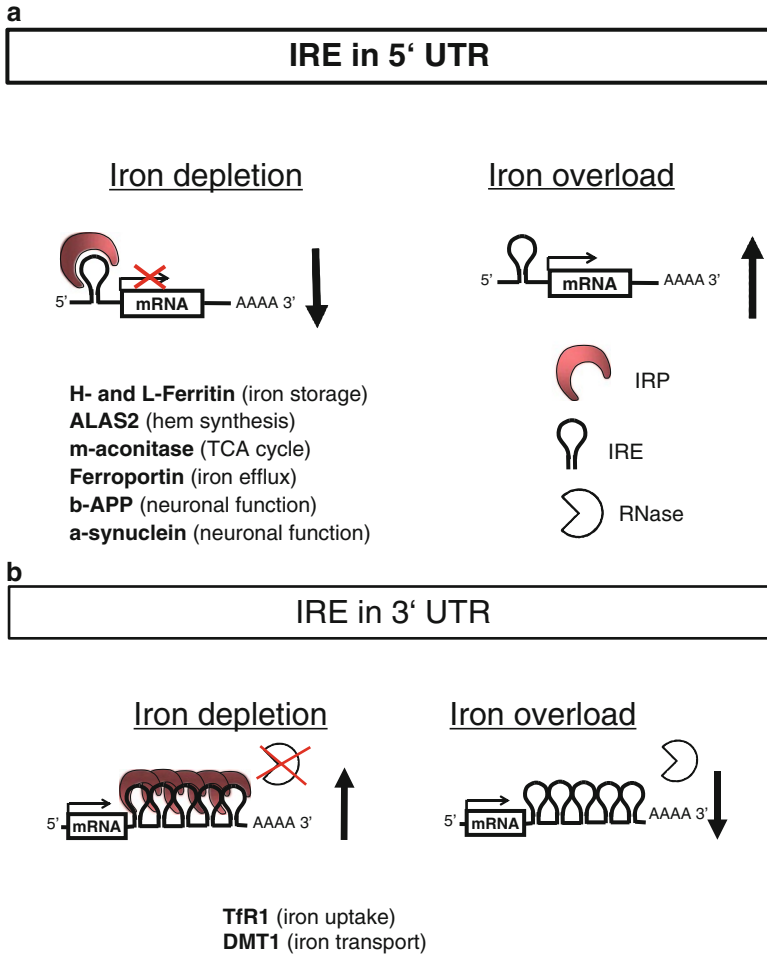 a
IRE in 5‘ UTR
Iron depletion
Iron overload
5’ mRNA AAAA 3’
5’ mRNA AAAA 3’
IRP
H- and L-Ferritin (iron storage)
ALAS2 (hem synthesis)
m-aconitase (TCA cycle)
Ferroportin (iron efflux)
b-APP (neuronal function)
a-synuclein (neuronal function)
IRE
RNase
b
IRE in 3‘ UTR
Iron depletion
Iron overload
5’ mRNA AAAA 3’
5’ mRNA AAAA 3’
TfR1 (iron uptake)
DMT1 (iron transport)